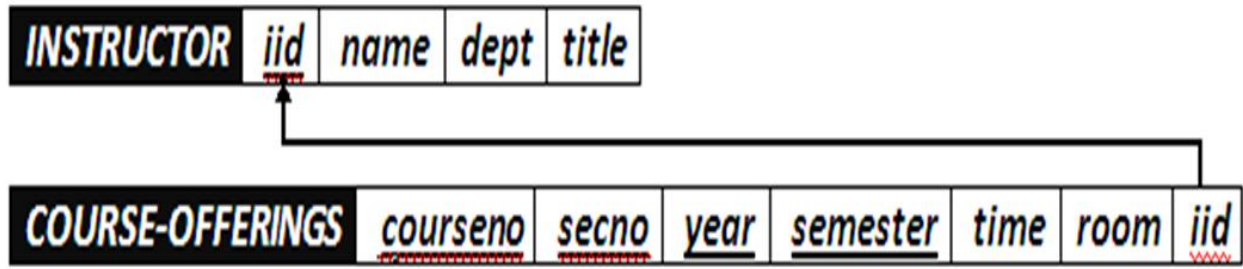 INSTRUCTOR iid name dept title
COURSE-OFFERINGS courseno secno year semester time room iid